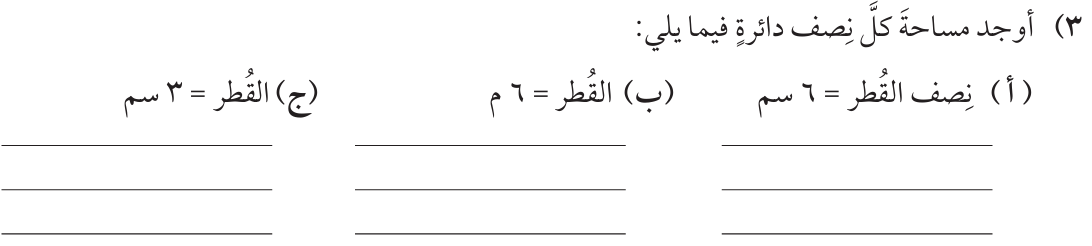 ٣) أوجد مساحةَ كلَّ نِصف دائرةٍ فيما يلي:
(أ) نِصف القُطر = ٦ سم (ب) القُطر = ٦ م (ج) القُطر = ٣ سم